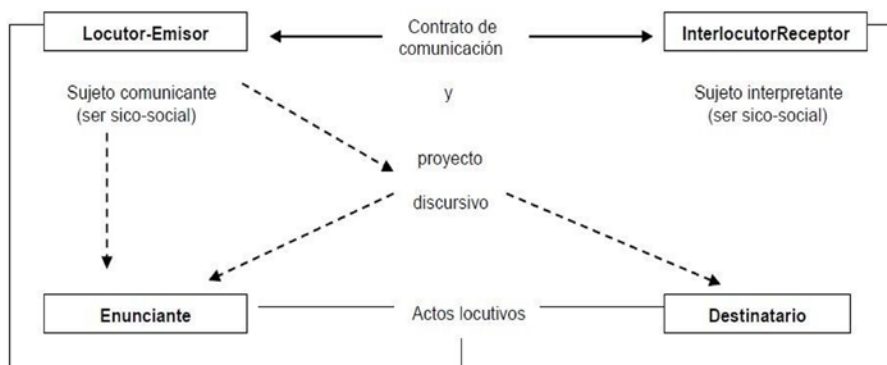 Locutor-Emisor
Contrato de
comunicación
InterlocutorReceptor
Sujeto comunicante
(ser sico-social)
y
Sujeto interpretante
(ser sico-social)
proyecto
discursivo
Enunciante
Actos locutivos
Destinatario